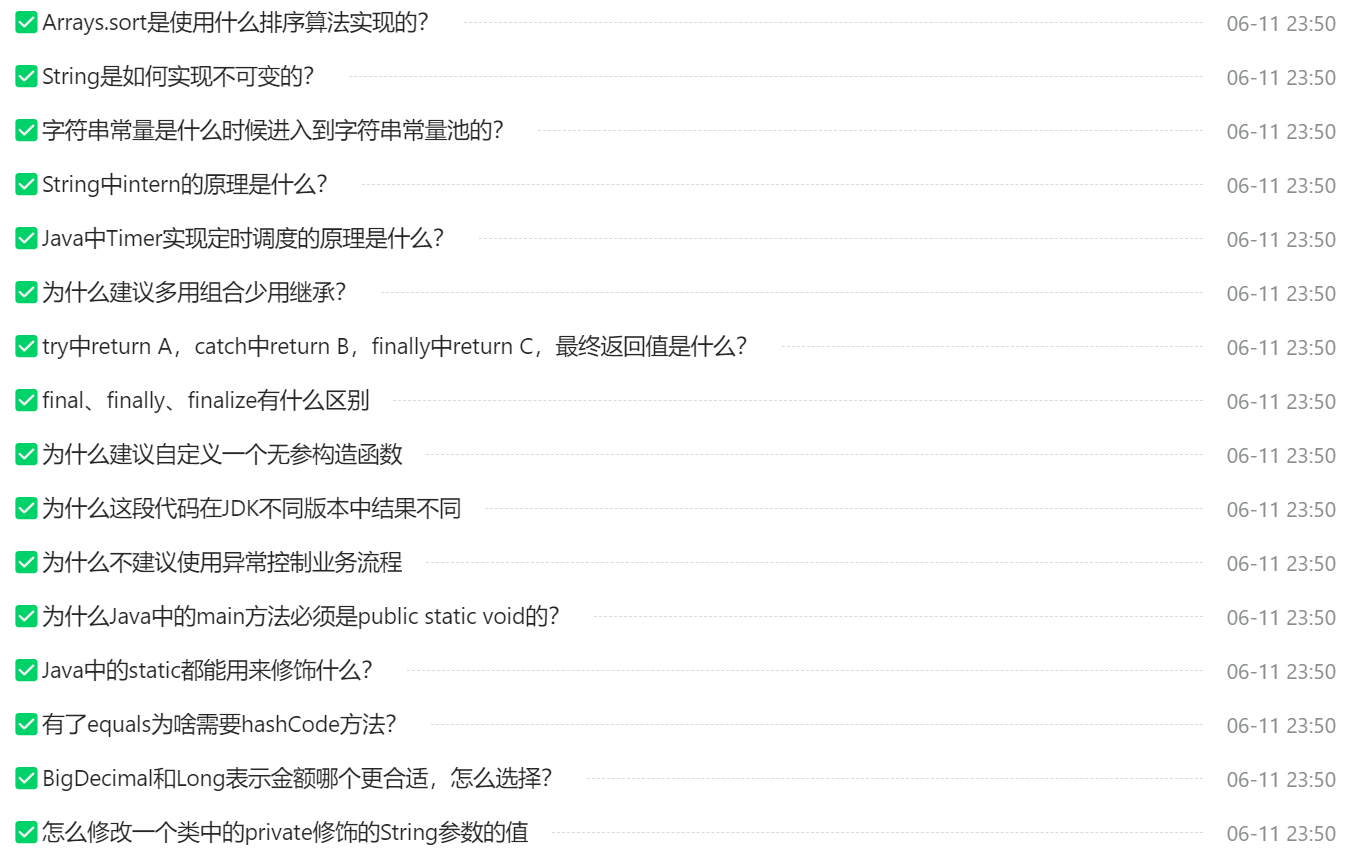 Arrays.sort是使用什么排序算法实现的？ 06-11 23:50
String是如何实现不可变的？ 06-11 23:50
字符串常量是什么时候进入到字符串常量池的？ 06-11 23:50
String中intern的原理是什么？ 06-11 23:50
Java中Timer实现定时调度的原理是什么？ 06-11 23:50
为什么建议多用组合少用继承？ 06-11 23:50
try中return A，catch中return B，finally中return C，最终返回值是什么？ 06-11 23:50
final、finally、finalize有什么区别 06-11 23:50
为什么建议自定义一个无参构造函数 06-11 23:50
为什么这段代码在JDK不同版本中结果不同 06-11 23:50
为什么不建议使用异常控制业务流程 06-11 23:50
为什么Java中的main方法必须是public static void的？ 06-11 23:50
Java中的static都能用来修饰什么？ 06-11 23:50
有了equals为啥需要hashCode方法？ 06-11 23:50
BigDecimal和Long表示金额哪个更合适，怎么选择？ 06-11 23:50
怎么修改一个类中的private修饰的String参数的值 06-11 23:50